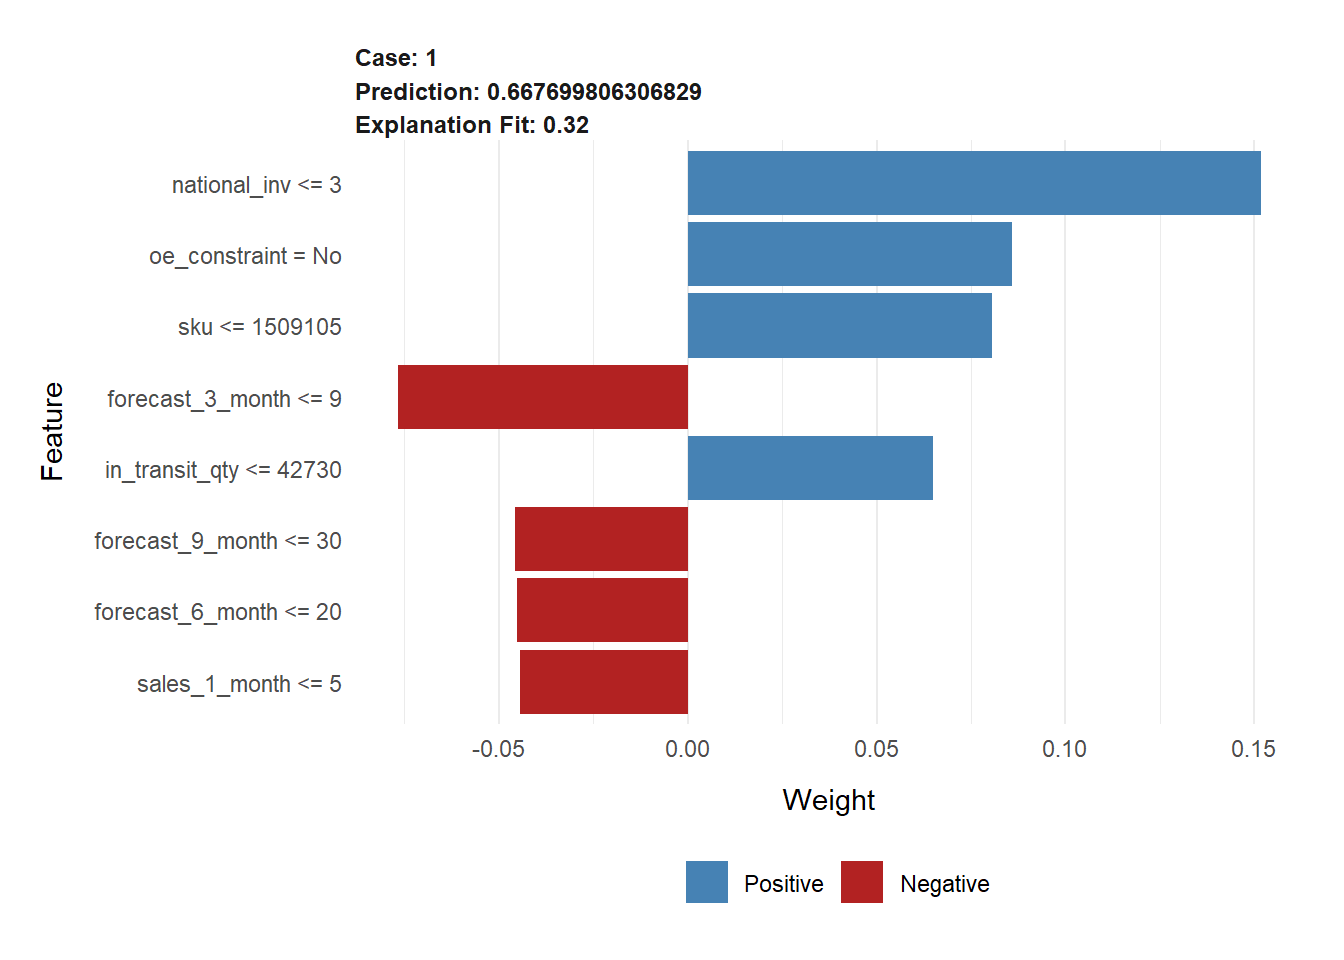 Case: 1
Prediction: 0.667699806306829
Explanation Fit: 0.32
national_inv <= 3
oe_constraint = No
sku <= 1509105
forecast_3_month <= 9
in_transit_qty <= 42730
forecast_9_month <= 30
forecast_6_month <= 20
sales_1_month <= 5
Feature
-0.05 0.00 0.05 0.10 0.15
Weight
Positive Negative